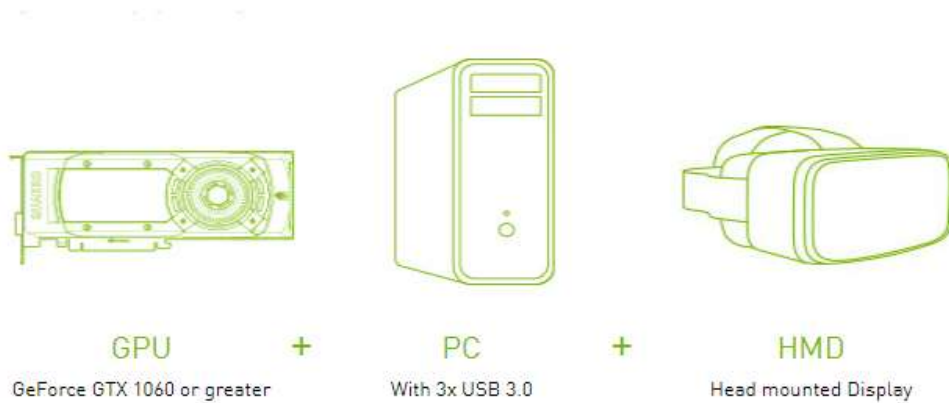 GPU + PC + HMD
GeForce GTX 1060 or greater With 3x USB 3.0 Head mounted Display